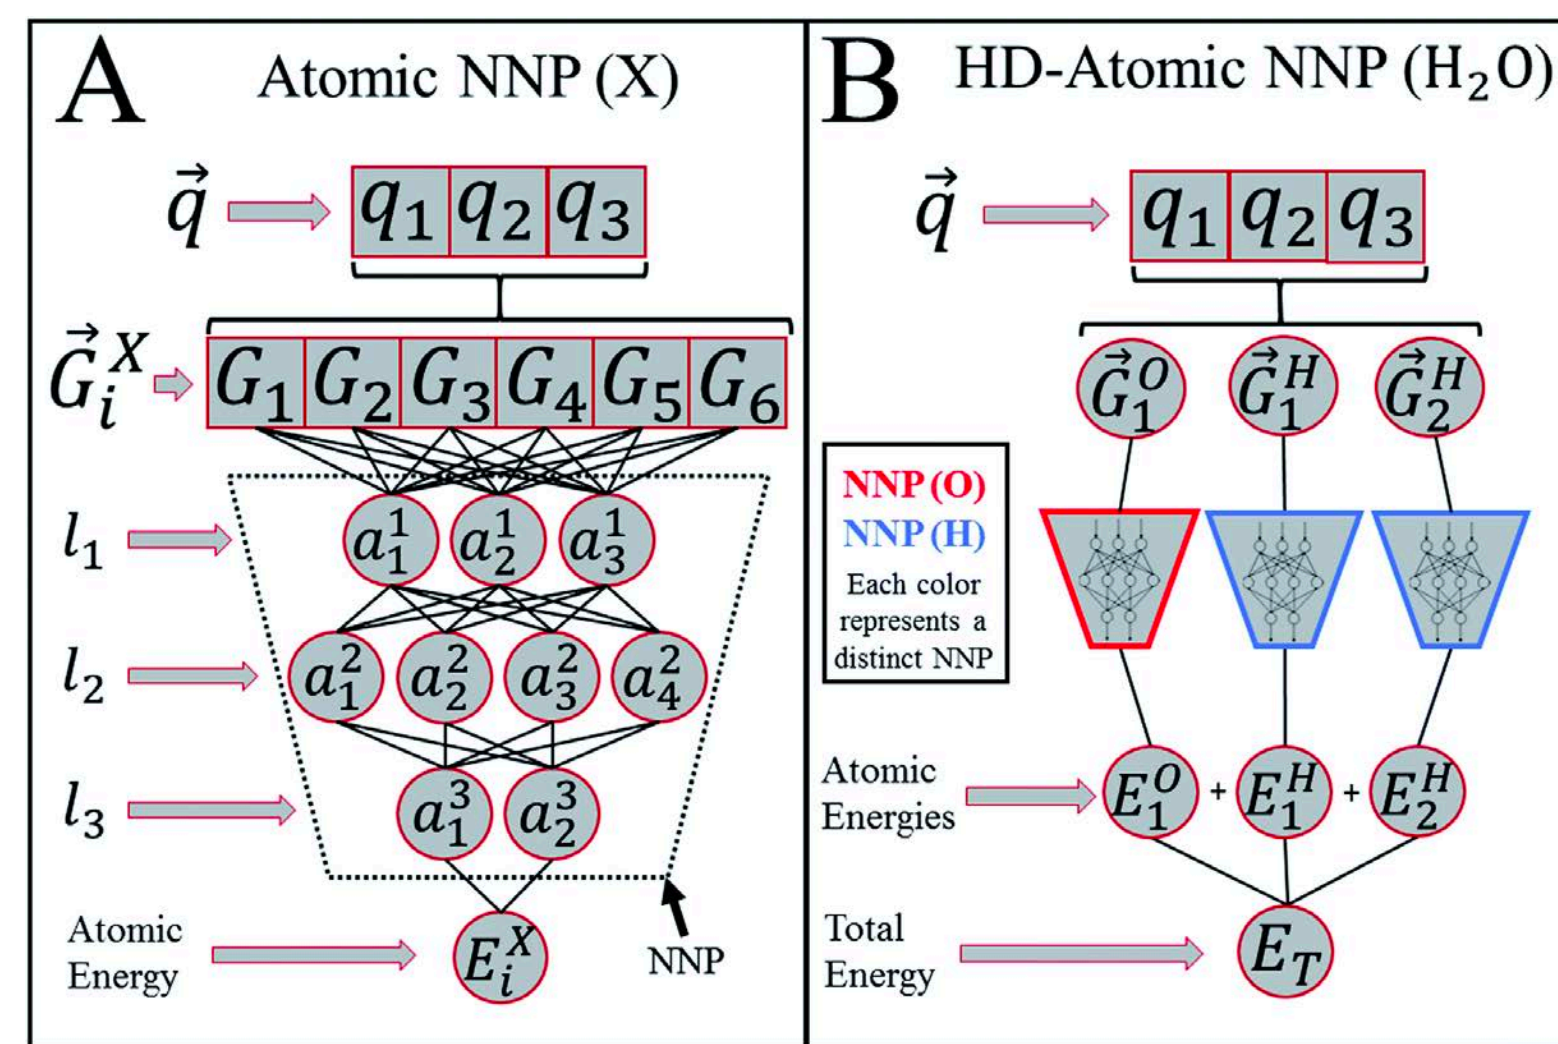 A Atomic NNP (X)
q⃗ q₁ q₂ q₃
G⃗ᵢˣ G₁ G₂ G₃ G₄ G₅ G₆
l₁ a₁¹ a₂¹ a₃¹
l₂ a₁² a₂² a₃² a₄²
l₃ a₁³ a₂³
Atomic
Energy
Eᵢˣ
NNP
B HD-Atomic NNP (H₂O)
q⃗ q₁ q₂ q₃
G⃗₁ᴼ G⃗₁ᴴ G⃗₂ᴴ
NNP (O)
NNP (H)
Each color
represents a
distinct NNP
Atomic
Energies
E₁ᴼ + E₁ᴴ + E₂ᴴ
Total
Energy
E_T